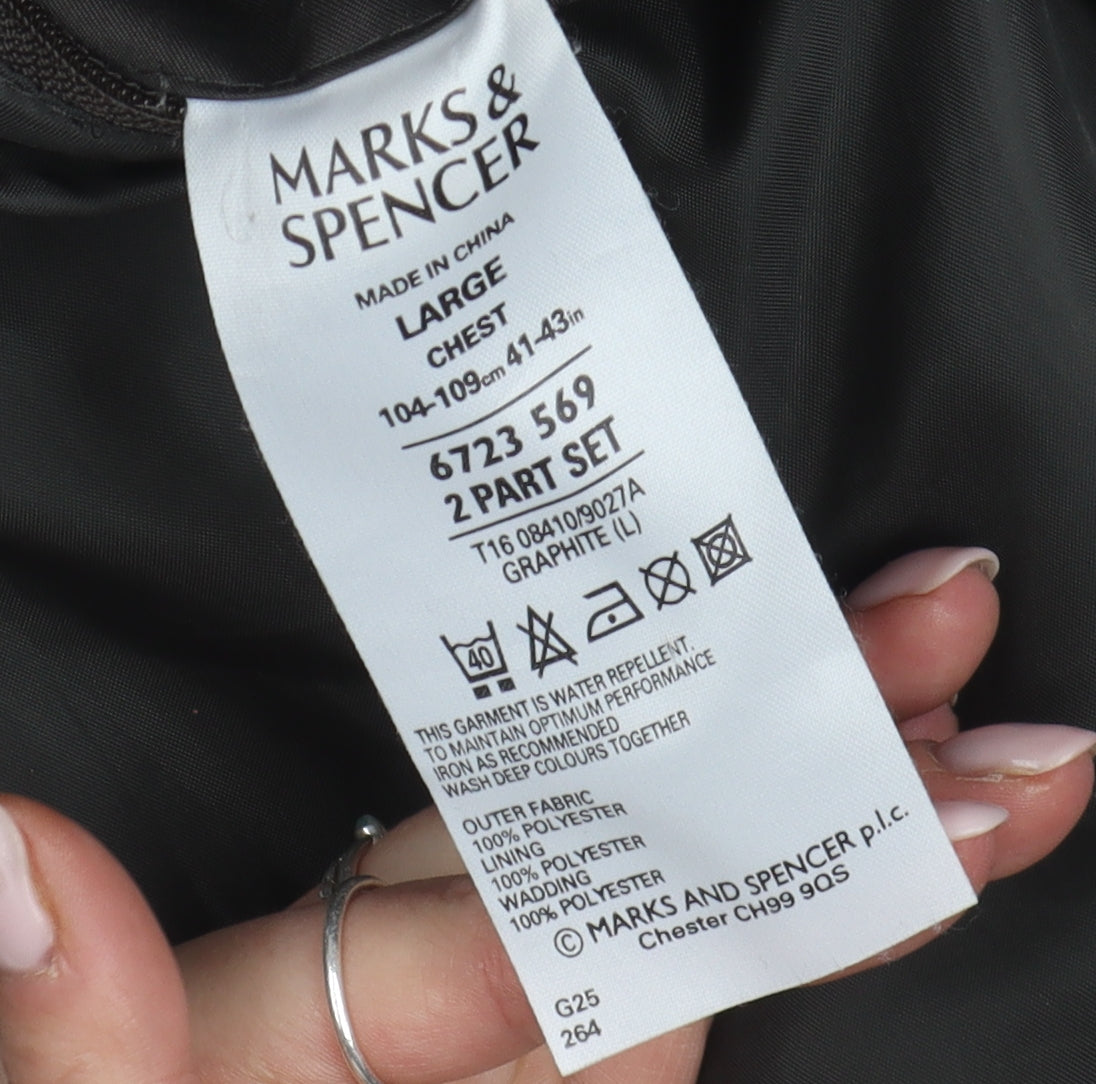 MARKS &
SPENCER
MADE IN CHINA
LARGE
CHEST
104-109cm 41-43in
6723 569
2 PART SET
T16 08410/9027A
GRAPHITE (L)
40
THIS GARMENT IS WATER REPELLENT.
TO MAINTAIN OPTIMUM PERFORMANCE
IRON AS RECOMMENDED
WASH DEEP COLOURS TOGETHER
OUTER FABRIC
100% POLYESTER
LINING
100% POLYESTER
WADDING
100% POLYESTER
© MARKS AND SPENCER p.l.c.
Chester CH99 9QS
G25
264